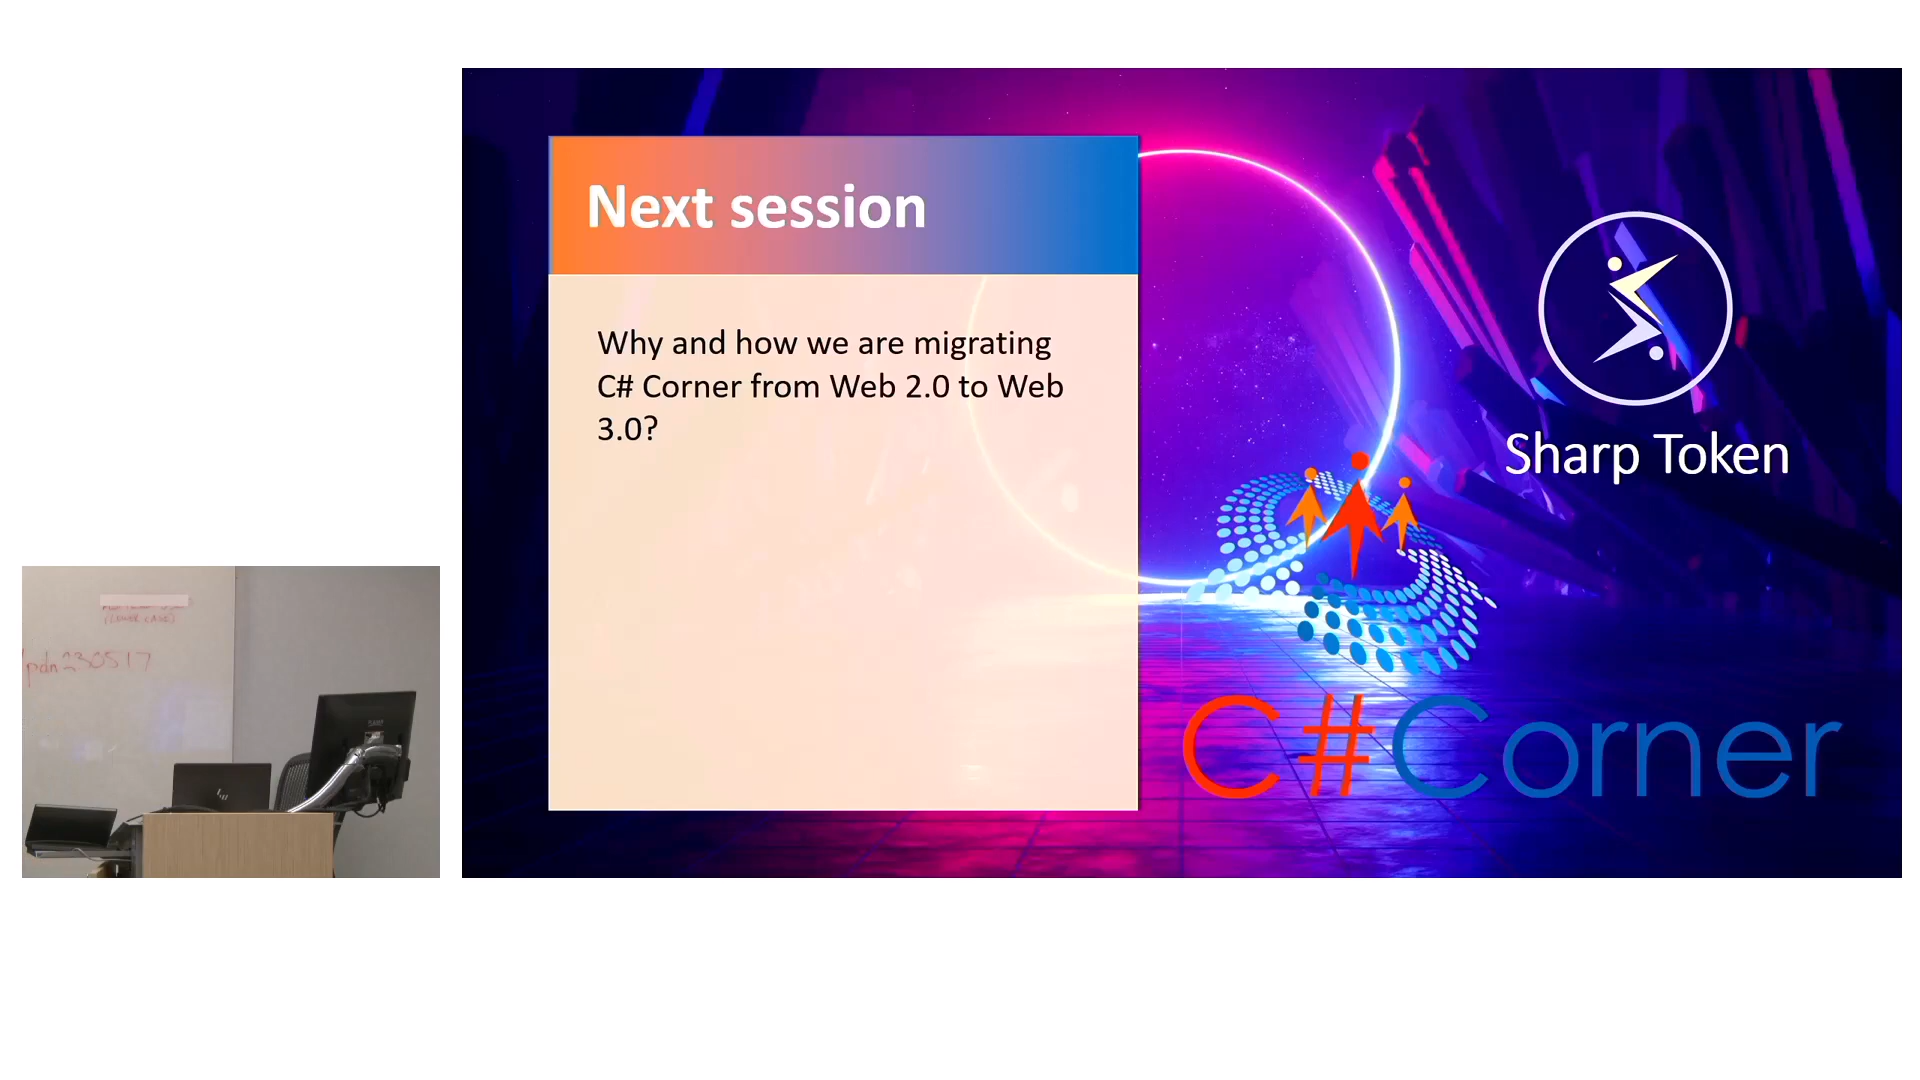 Next session
Why and how we are migrating
C# Corner from Web 2.0 to Web
3.0?
Sharp Token
C#Corner